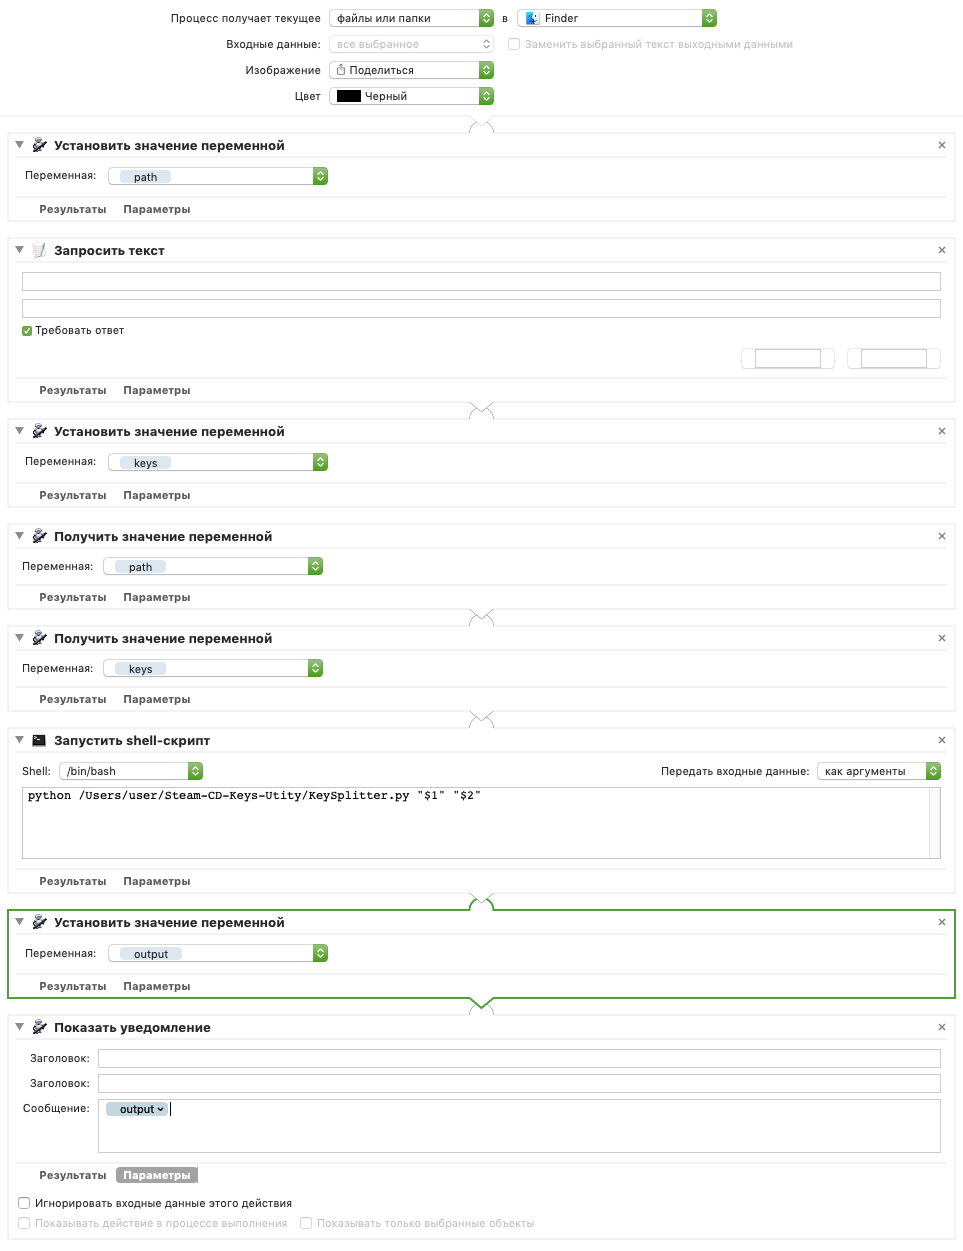 Процесс получает текущее файлы или папки в Finder
Входные данные: все выбранное Заменить выбранный текст выходными данными
Изображение Поделиться
Цвет Черный
Установить значение переменной
Переменная: path
Результаты Параметры
Запросить текст
Требовать ответ
Результаты Параметры
Установить значение переменной
Переменная: keys
Результаты Параметры
Получить значение переменной
Переменная: path
Результаты Параметры
Получить значение переменной
Переменная: keys
Результаты Параметры
Запустить shell-скрипт
Shell: /bin/bash Передать входные данные: как аргументы
python /Users/user/Steam-CD-Keys-Utity/KeySplitter.py "$1" "$2"
Результаты Параметры
Установить значение переменной
Переменная: output
Результаты Параметры
Показать уведомление
Заголовок:
Заголовок:
Сообщение: output
Результаты Параметры
Игнорировать входные данные этого действия
Показывать действие в процессе выполнения Показывать только выбранные объекты